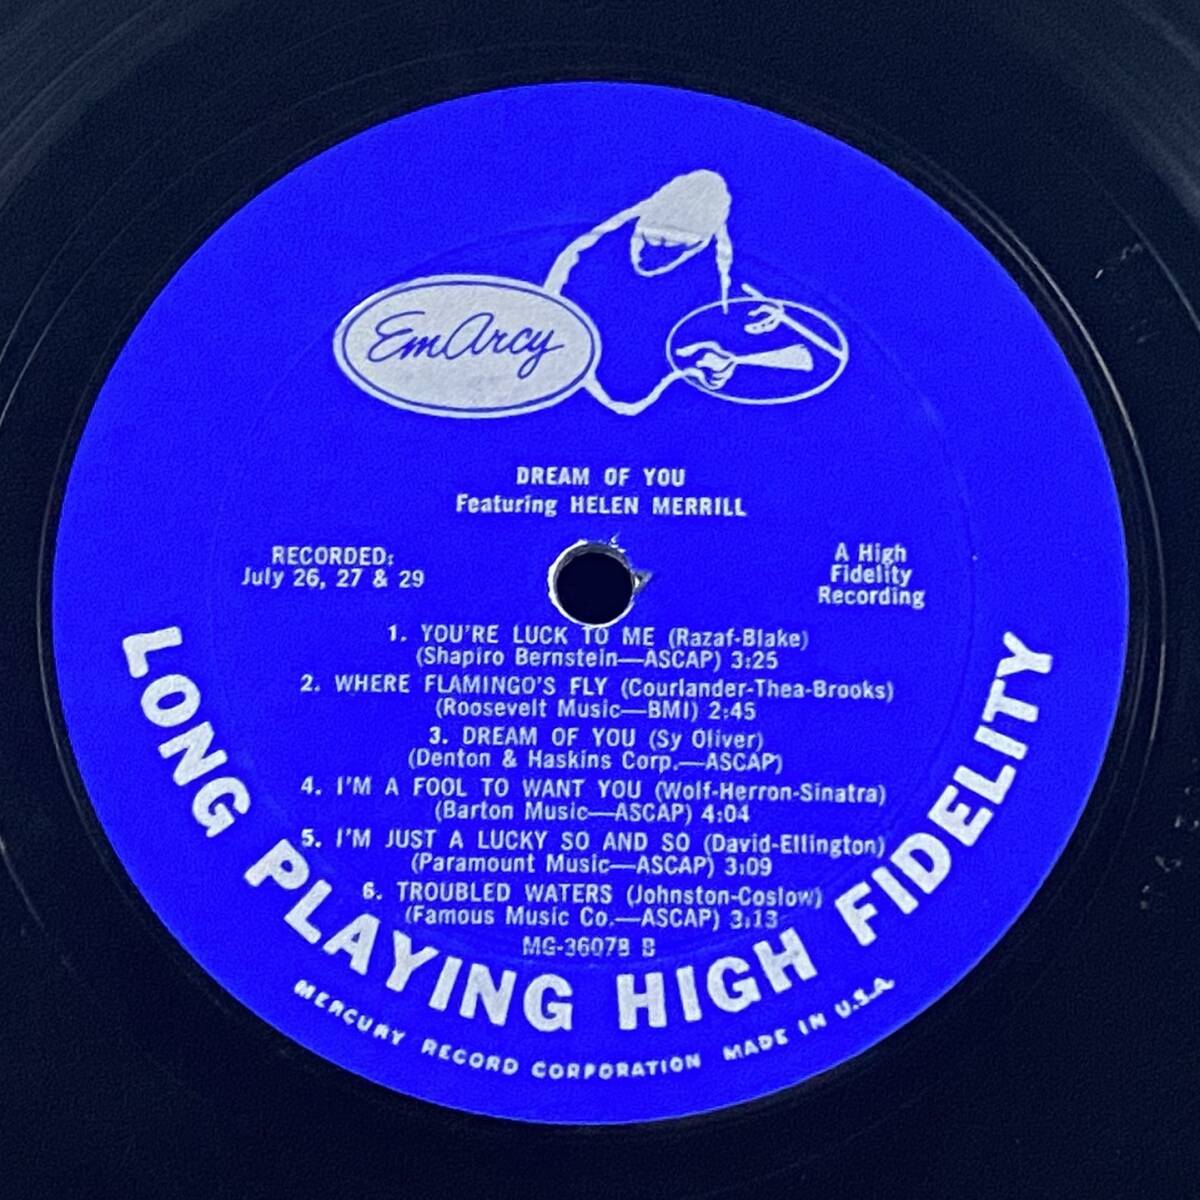 EmArcy
DREAM OF YOU
Featuring HELEN MERRILL
RECORDED:
July 26, 27 & 29
A High
Fidelity
Recording
1. YOU'RE LUCK TO ME (Razaf-Blake)
(Shapiro Bernstein—ASCAP) 3:25
2. WHERE FLAMINGO'S FLY (Courlander-Thea-Brooks)
(Roosevelt Music—BMI) 2:45
3. DREAM OF YOU (Sy Oliver)
(Denton & Haskins Corp.—ASCAP)
4. I'M A FOOL TO WANT YOU (Wolf-Herron-Sinatra)
(Barton Music—ASCAP) 4:04
5. I'M JUST A LUCKY SO AND SO (David-Ellington)
(Paramount Music—ASCAP) 3:09
6. TROUBLED WATERS (Johnston-Coslow)
(Famous Music Co.—ASCAP) 3:13
MG-36078 B
LONG PLAYING HIGH FIDELITY
MERCURY RECORD CORPORATION MADE IN U.S.A.